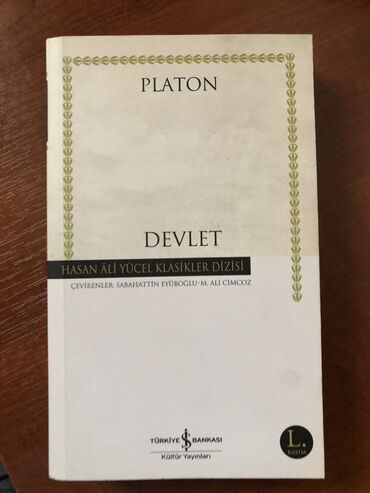 PLATON
DEVLET
HASAN ÂLİ YÜCEL KLASİKLER DİZİSİ
ÇEVİRENLER: SABAHATTİN EYÜBOĞLU - M. ALİ CİMCOZ
TÜRKİYE İŞ BANKASI
Kültür Yayınları
L.
BASIM